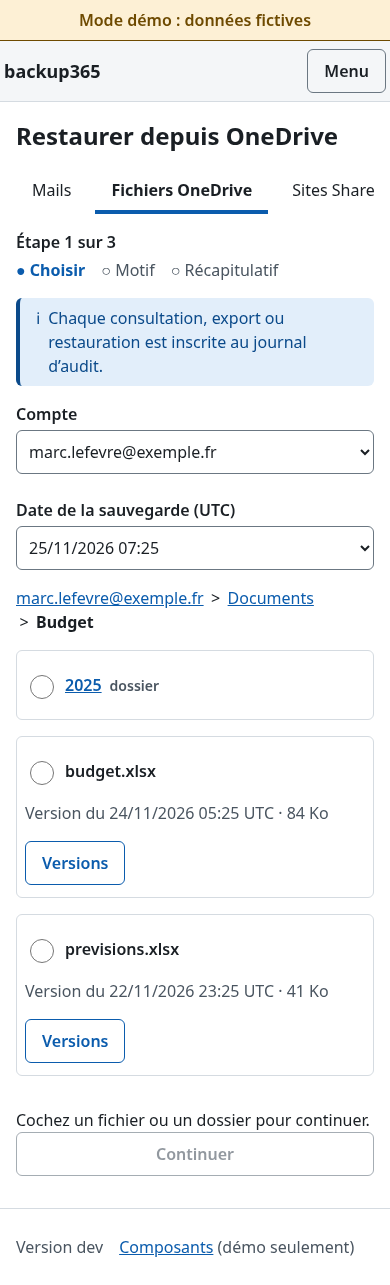 Mode démo : données fictives
backup365
Menu
Restaurer depuis OneDrive
Mails Fichiers OneDrive Sites Share
Étape 1 sur 3
● Choisir ○ Motif ○ Récapitulatif
i Chaque consultation, export ou
restauration est inscrite au journal
d’audit.
Compte
marc.lefevre@exemple.fr
Date de la sauvegarde (UTC)
25/11/2026 07:25
marc.lefevre@exemple.fr > Documents
> Budget
2025 dossier
budget.xlsx
Version du 24/11/2026 05:25 UTC · 84 Ko
Versions
previsions.xlsx
Version du 22/11/2026 23:25 UTC · 41 Ko
Versions
Cochez un fichier ou un dossier pour continuer.
Continuer
Version dev Composants (démo seulement)